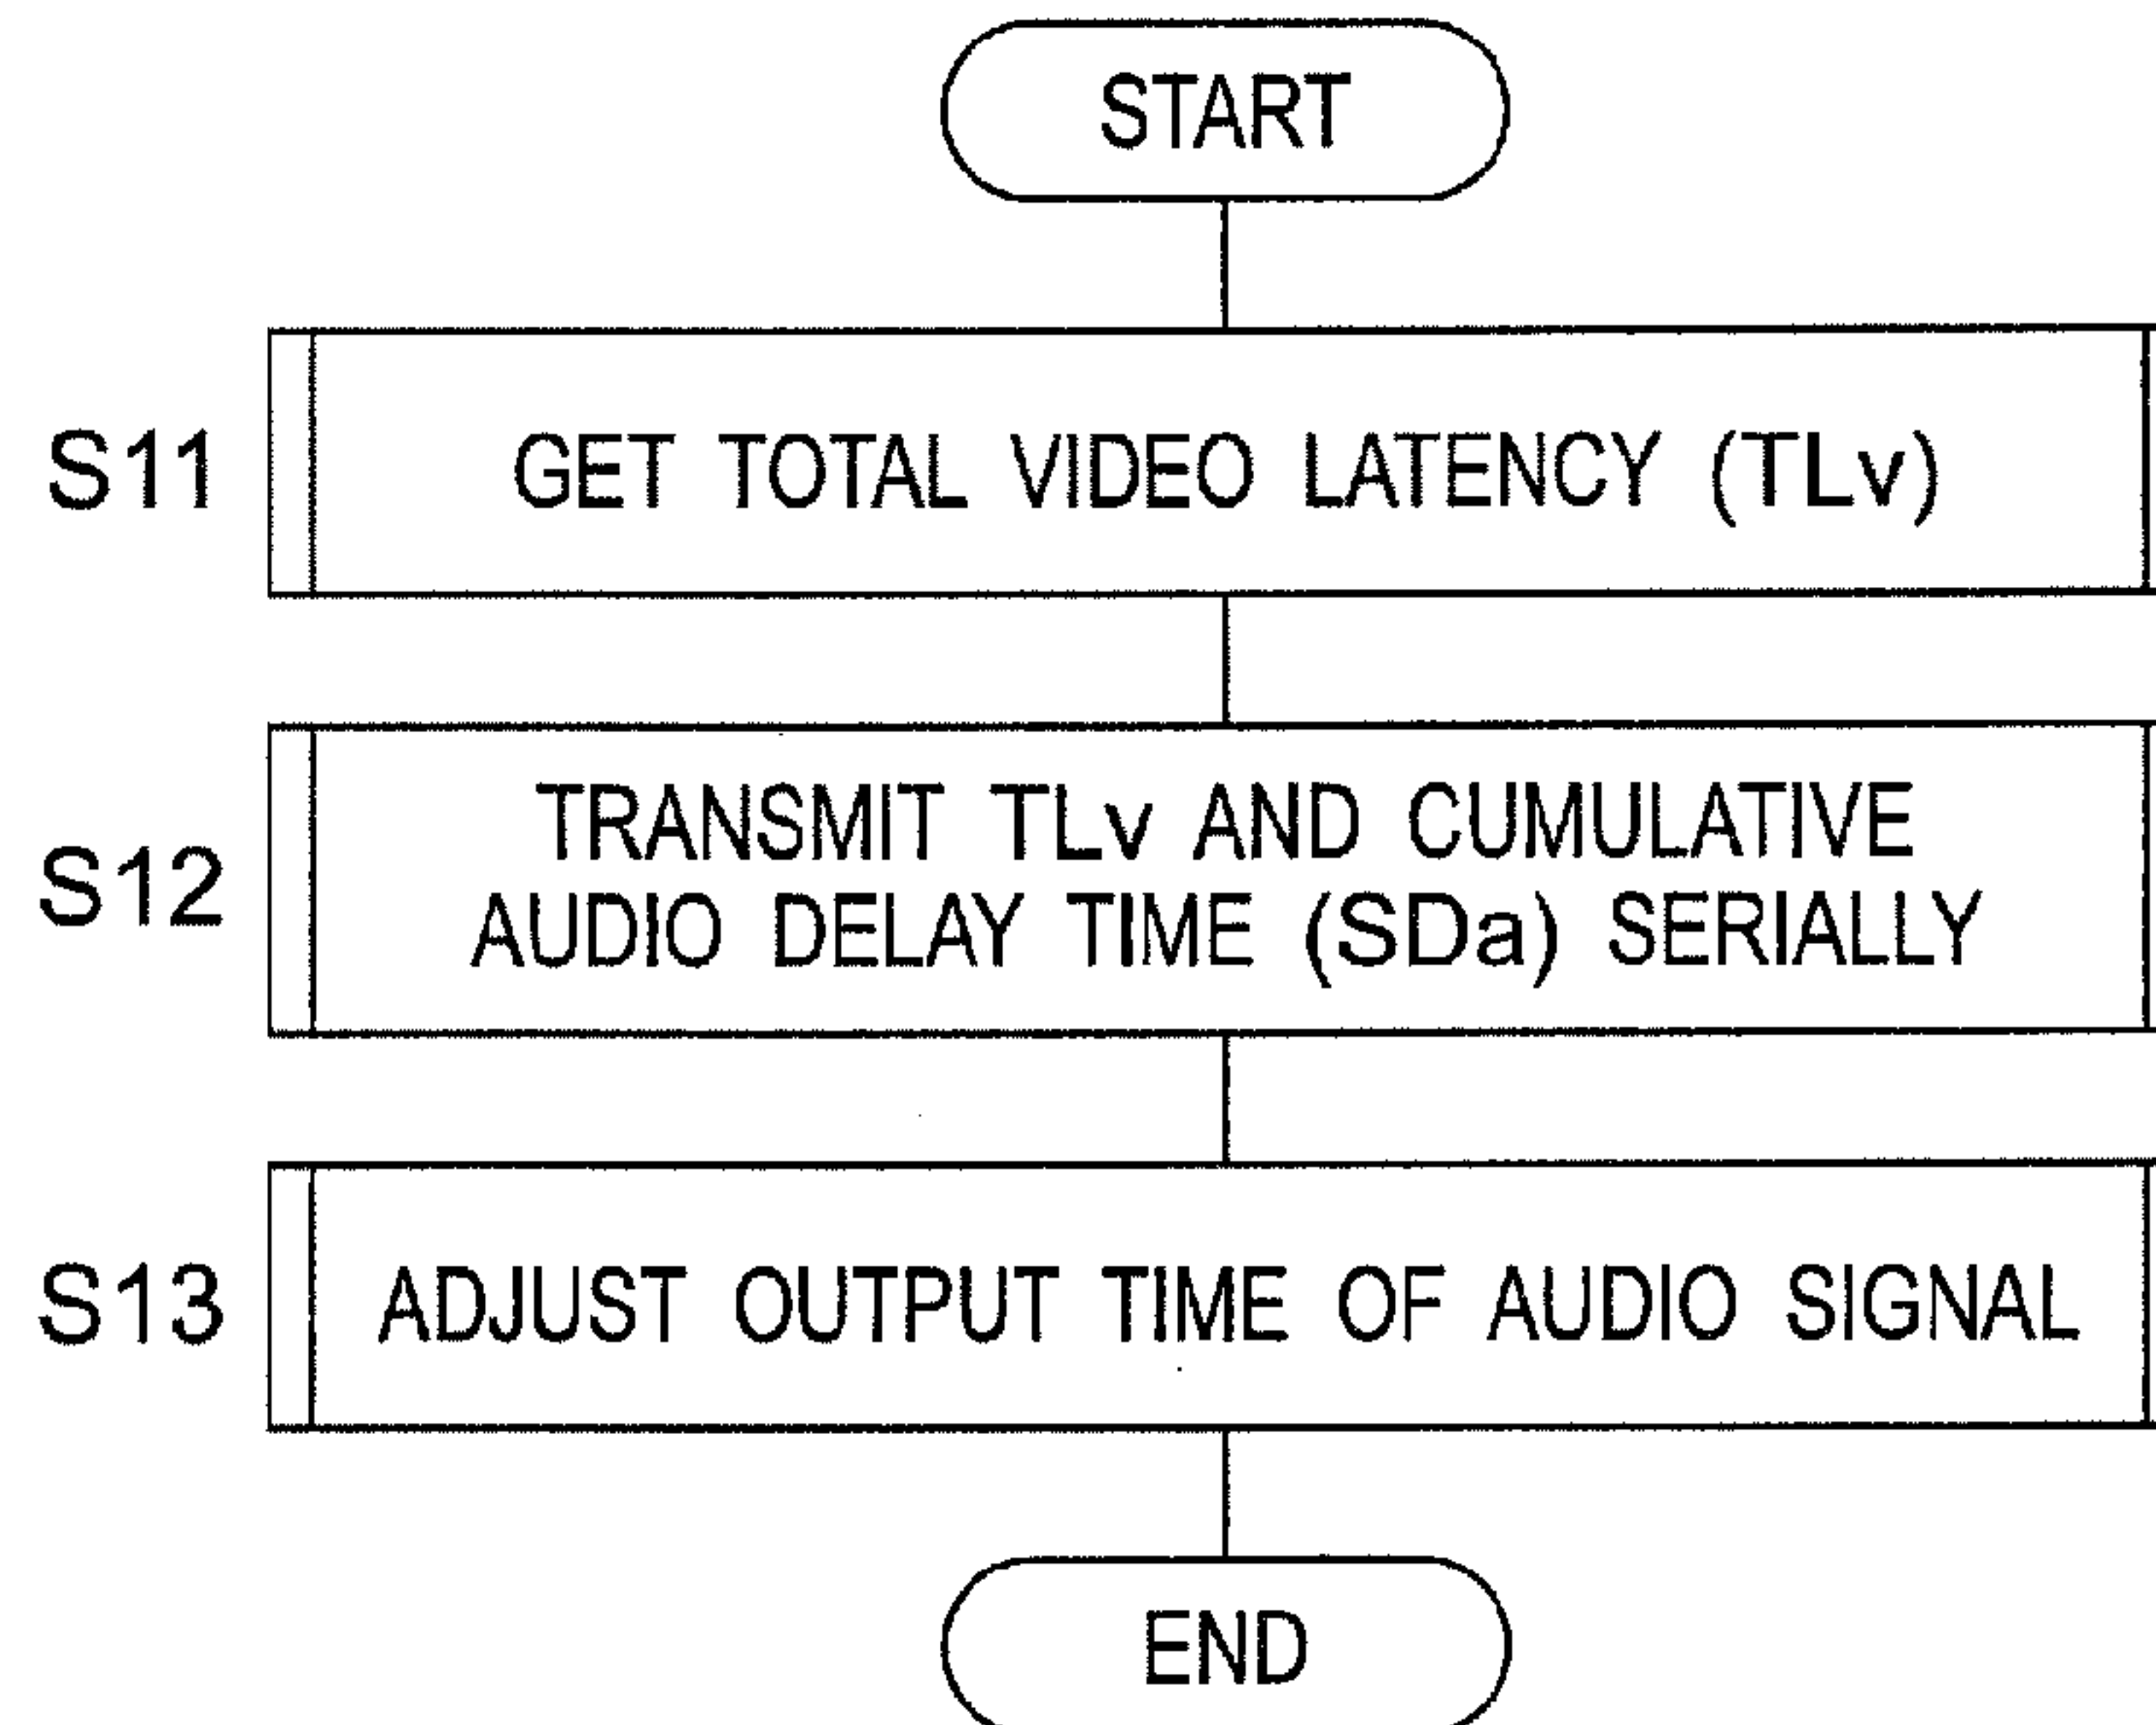 START
S11
GET TOTAL VIDEO LATENCY (TLv)
S12
TRANSMIT TLv AND CUMULATIVE
AUDIO DELAY TIME (SDa) SERIALLY
S13
ADJUST OUTPUT TIME OF AUDIO SIGNAL
END